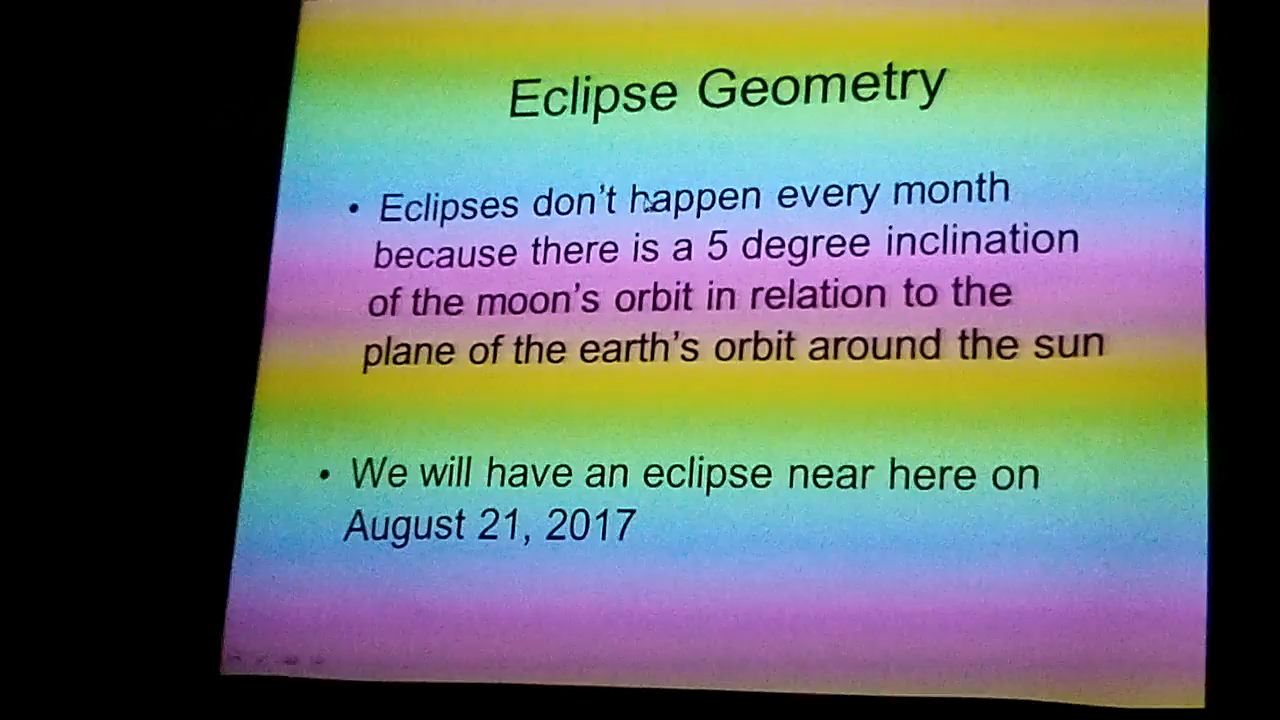 Eclipse Geometry
• Eclipses don't happen every month
because there is a 5 degree inclination
of the moon's orbit in relation to the
plane of the earth's orbit around the sun
• We will have an eclipse near here on
August 21, 2017